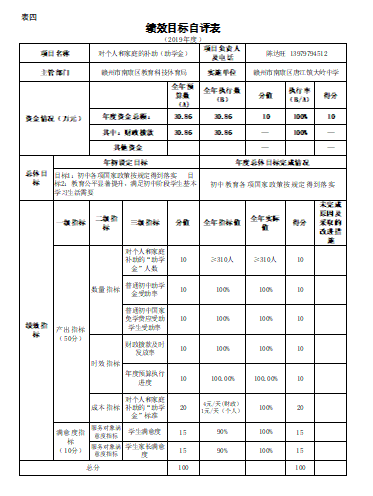 表四
绩效目标自评表
(2019年度)
项目名称 对个人和家庭的补助（助学金） 项目负责人及电话 陈达旺 13979794512
主管部门 赣州市南康区教育科技体育局 实施单位 赣州市南康区唐江镇大岭中学
资金情况（万元） 全年预算数（A） 全年执行数（B） 分值 执行率（B/A） 得分
年度资金总额： 30.86 30.86 10 100% 10
其中：财政拨款 30.86 30.86 — 100% —
其他资金 — —
总体目标 年初设定目标 年度总体目标完成情况
目标1：初中各项国家政策按规定得到落实 目标2：教育公平显著提升，满足初中阶段学生基本学习生活需要 初中教育各项国家政策按规定得到落实
绩效指标 一级指标 二级指标 三级指标 分值 全年指标值 全年实际值 得分 未完成原因及采取的改进措施
产出指标（50分） 数量指标 对个人和家庭补助的“助学金”人数 10 ≥310人 ≥310人 10
普通初中助学金受助率 10 100% 100% 10
普通初中国家免学费应受助学生受助率 10 100% 100% 10
时效指标 财政拨款及时发放率 10 100% 100% 10
年度预算执行进度 10 100.00% 100.00% 10
成本指标 对个人和家庭补助的“助学金”标准 20 4元/天(财政) 1元/天（个人） 100% 20
满意度指标（10分） 服务对象满意度指标 学生满意度 15 90% 100% 15
服务对象满意度指标 学生家长满意度 15 90% 100% 15
总分 100 100